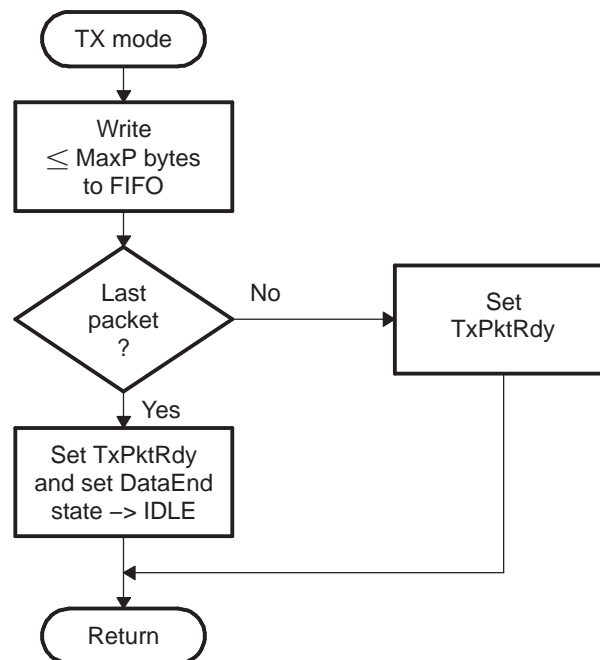 TX mode
Write
≤ MaxP bytes
to FIFO
Last
packet
?
No
Set
TxPktRdy
Yes
Set TxPktRdy
and set DataEnd
state −> IDLE
Return